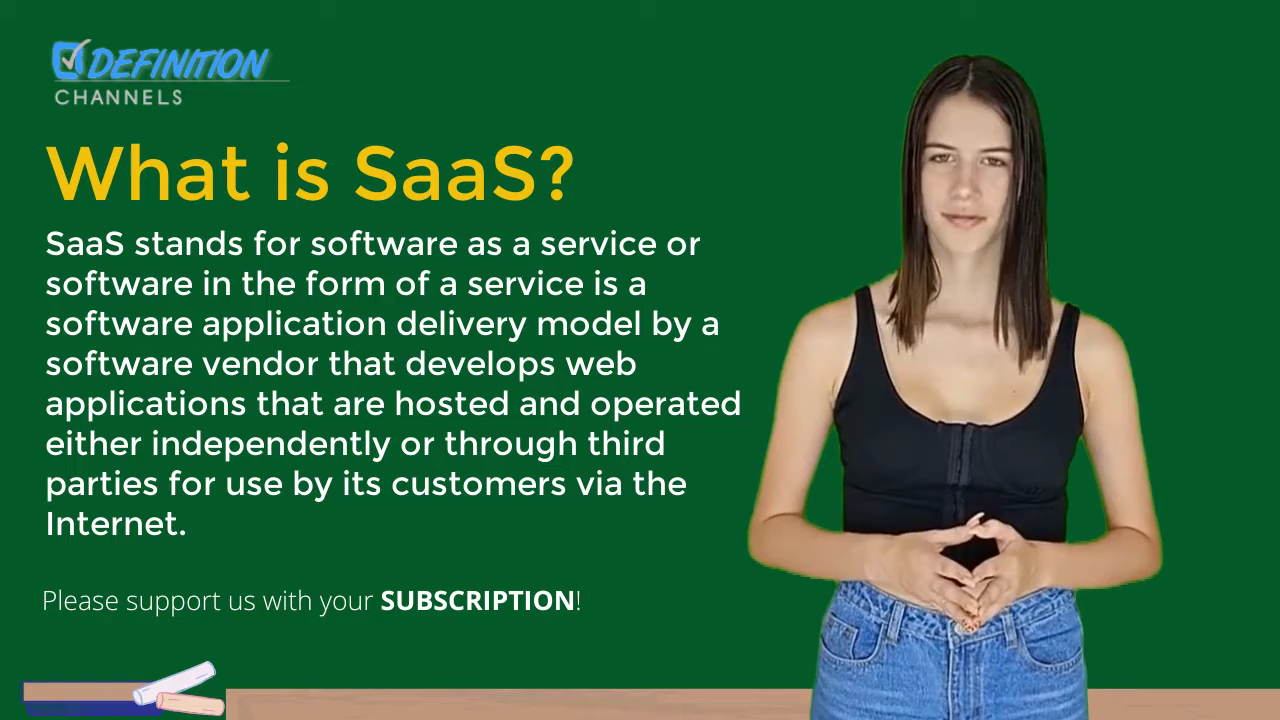 DEFINITION
CHANNELS
What is SaaS?
SaaS stands for software as a service or
software in the form of a service is a
software application delivery model by a
software vendor that develops web
applications that are hosted and operated
either independently or through third
parties for use by its customers via the
Internet.
Please support us with your SUBSCRIPTION!